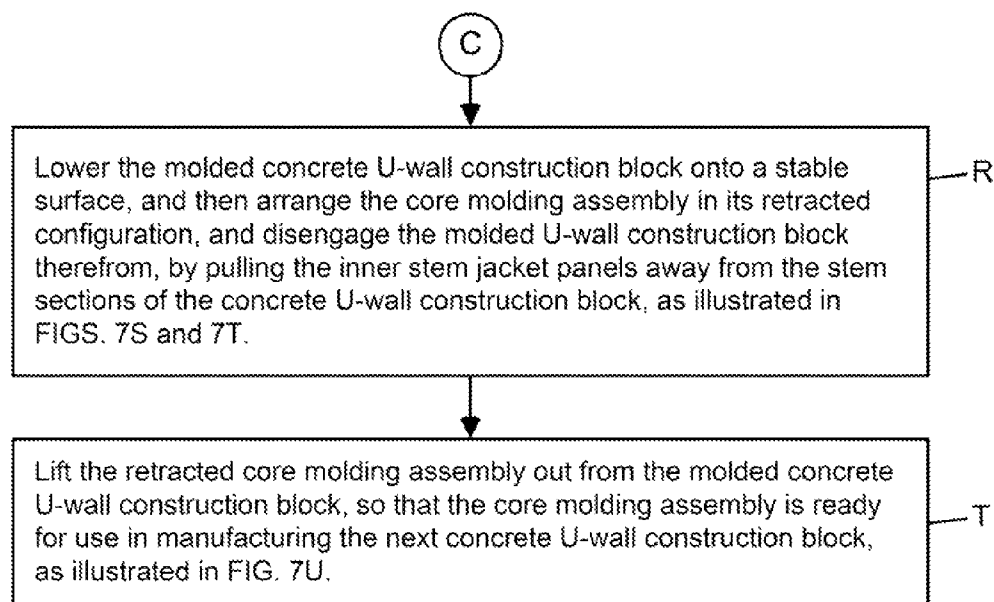 C
Lower the molded concrete U-wall construction block onto a stable
surface, and then arrange the core molding assembly in its retracted
configuration, and disengage the molded U-wall construction block
therefrom, by pulling the inner stem jacket panels away from the stem
sections of the concrete U-wall construction block, as illustrated in
FIGS. 7S and 7T.
R
Lift the retracted core molding assembly out from the molded concrete
U-wall construction block, so that the core molding assembly is ready
for use in manufacturing the next concrete U-wall construction block,
as illustrated in FIG. 7U.
T